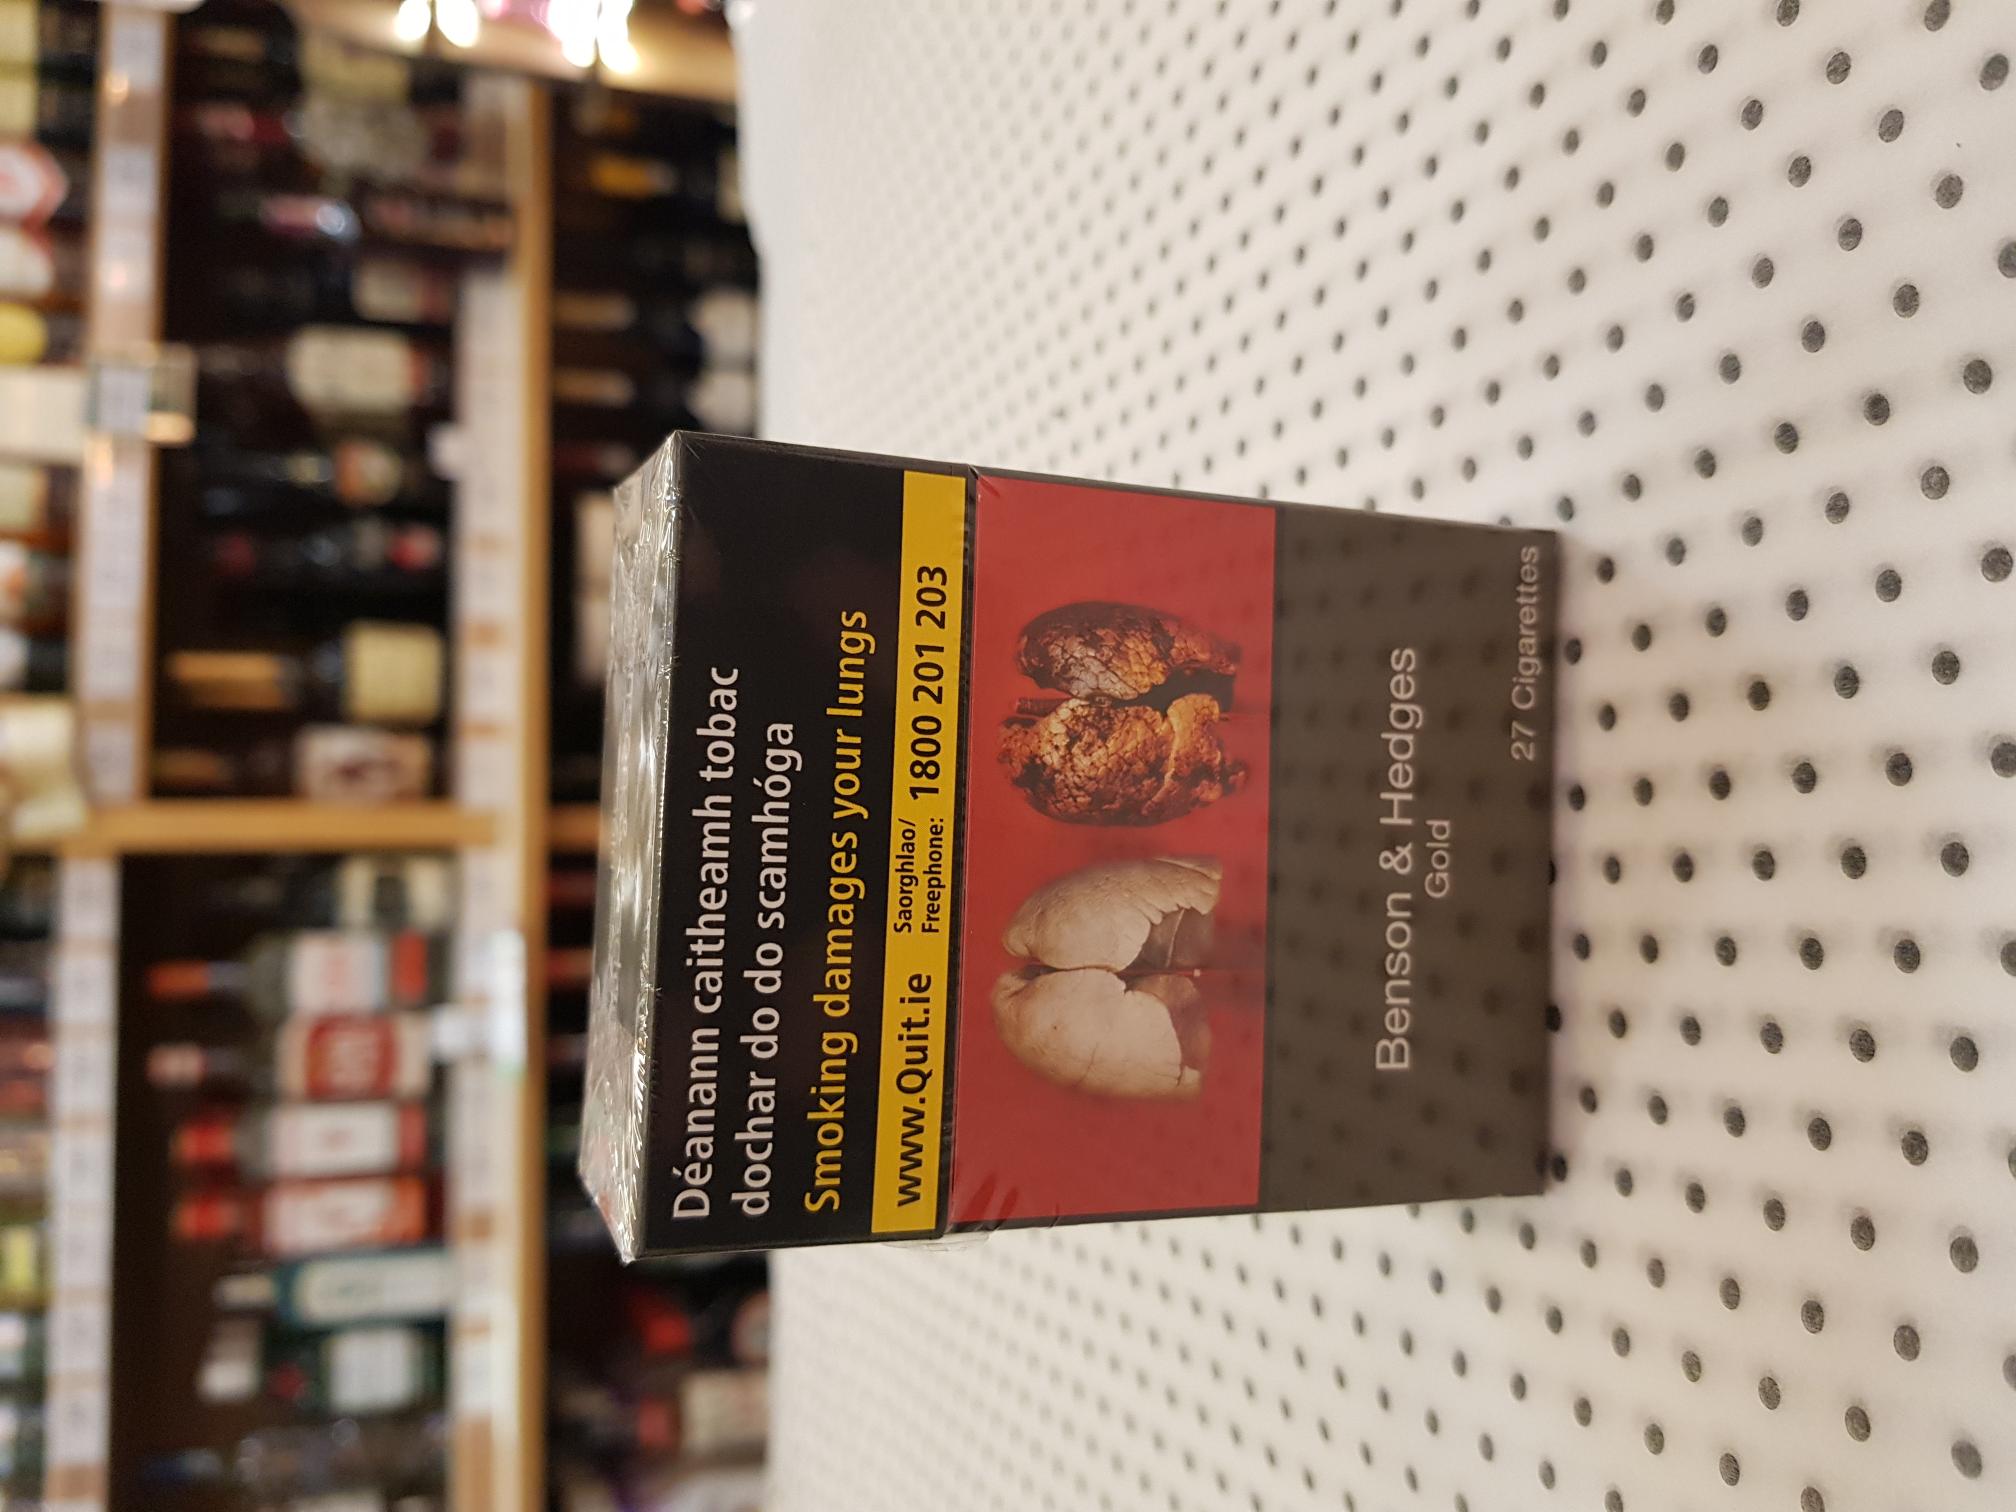 Déanann caitheamh tobac
dochar do do scamhóga
Smoking damages your lungs
www.Quit.ie Saorghlao/
Freephone: 1800 201 203
Benson & Hedges
Gold
27 Cigarettes